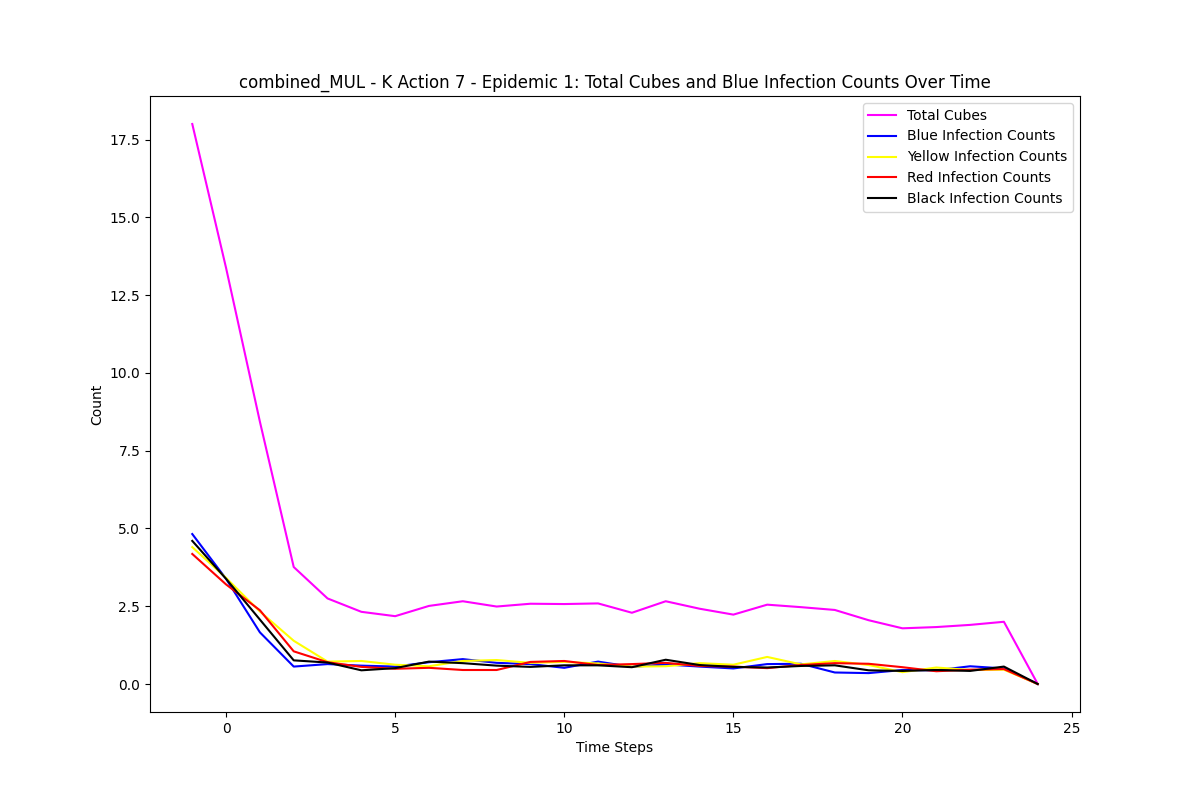 combined_MUL - K Action 7 - Epidemic 1: Total Cubes and Blue Infection Counts Over Time
Total Cubes
Blue Infection Counts
Yellow Infection Counts
Red Infection Counts
Black Infection Counts
17.5
15.0
12.5
10.0
7.5
5.0
2.5
0.0
Count
0 5 10 15 20 25
Time Steps